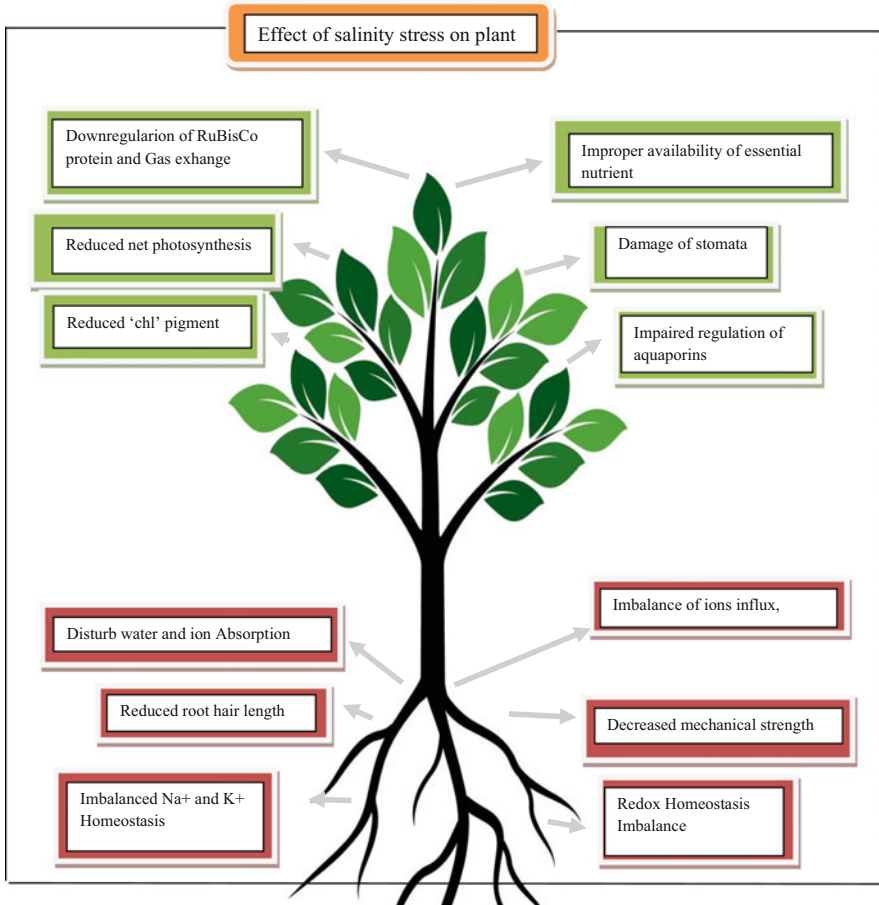 Effect of salinity stress on plant
Downregularion of RuBisCo
protein and Gas exhange
Improper availability of essential
nutrient
Reduced net photosynthesis
Damage of stomata
Reduced ‘chl’ pigment
Impaired regulation of
aquaporins
Imbalance of ions influx,
Disturb water and ion Absorption
Reduced root hair length
Decreased mechanical strength
Imbalanced Na+ and K+
Homeostasis
Redox Homeostasis
Imbalance